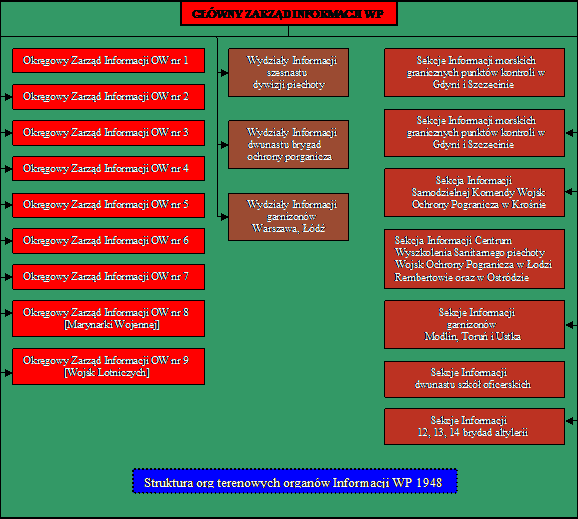 GŁÓWNY ZARZĄD INFORMACJI WP
Okręgowy Zarząd Informacji OW nr 1
Okręgowy Zarząd Informacji OW nr 2
Okręgowy Zarząd Informacji OW nr 3
Okręgowy Zarząd Informacji OW nr 4
Okręgowy Zarząd Informacji OW nr 5
Okręgowy Zarząd Informacji OW nr 6
Okręgowy Zarząd Informacji OW nr 7
Okręgowy Zarząd Informacji OW nr 8
[Marynarki Wojennej]
Okręgowy Zarząd Informacji OW nr 9
[Wojsk Lotniczych]
Wydziały Informacji
szesnastu
dywizji piechoty
Wydziały Informacji
dwunastu brygad
ochrony porganicza
Wydziały Informacji
garnizonów
Warszawa, Łódź
Sekcje Informacji morskich
granicznych punktów kontroli w
Gdyni i Szczecinie
Sekcje Informacji morskich
granicznych punktów kontroli w
Gdyni i Szczecinie
Sekcja Informacji
Samodzielnej Komendy Wojsk
Ochrony Pogranicza w Krośnie
Sekcja Informacji Centrum
Wyszkolenia Sanitarnego piechoty
Wojsk Ochrony Pogranicza w Łodzi
Rembertowie oraz w Ostródzie
Sekcje Informacji
garnizonów
Modlin, Toruń i Ustka
Sekcje Informacji
dwunastu szkół oficerskich
Sekcje Informacji
12, 13, 14 brydad altylerii
Struktura org terenowych organów Informacji WP 1948